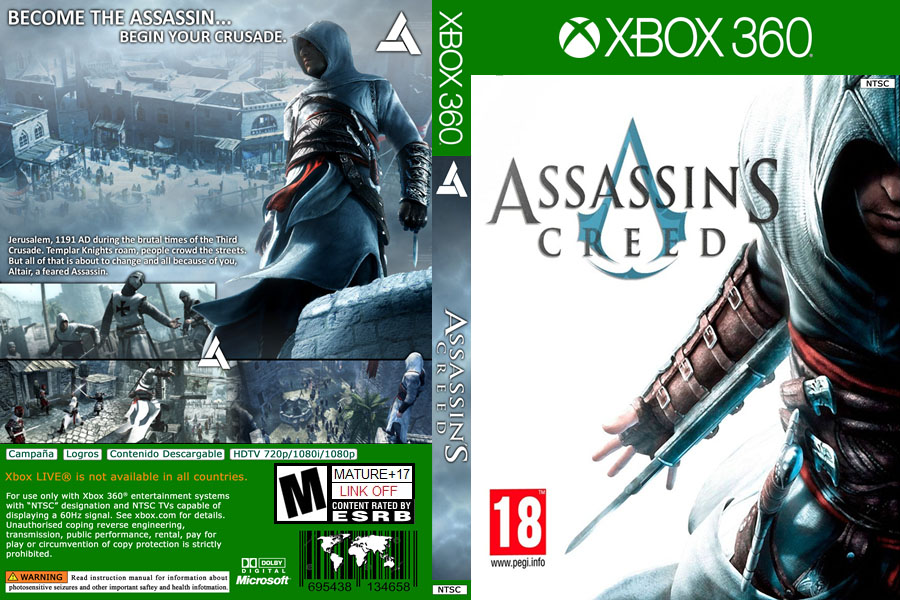 BECOME THE ASSASSIN...
BEGIN YOUR CRUSADE.
Jerusalem, 1191 AD during the brutal times of the Third
Crusade. Templar Knights roam, people crowd the streets.
But all of that is about to change and all because of you,
Altair, a feared Assassin.
Campaña Logros Contenido Descargable HDTV 720p/1080i/1080p
Xbox LIVE® is not available in all countries.
For use only with Xbox 360® entertainment systems
with “NTSC” designation and NTSC TVs capable of
displaying a 60Hz signal. See xbox.com for details.
Unauthorised coping reverse engineering,
transmission, public performance, rental, pay for
play or circumvention of copy protection is strictly
prohibited.
WARNING Read instruction manual for information about
photosensitive seizures and other important saftey and health infotmation.
DOLBY
DIGITAL
Microsoft
M
MATURE+17
LINK OFF
CONTENT RATED BY
ESRB
695438 134658
XBOX 360
ASSASSIN'S
CREED
NTSC
XBOX 360
NTSC
ASSASSIN'S
CREED
18
www.pegi.info